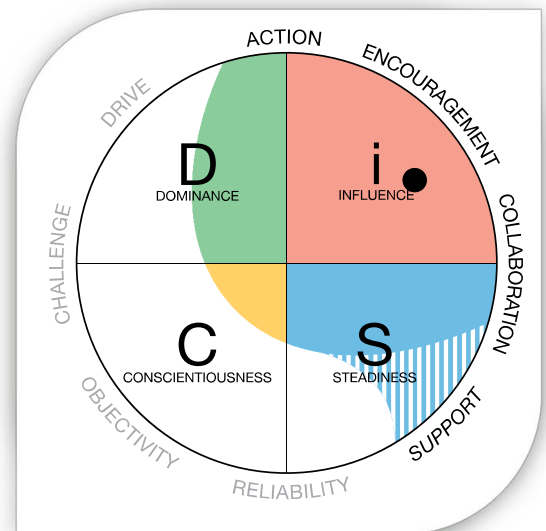 ACTION
ENCOURAGEMENT
DRIVE
D
DOMINANCE
i
INFLUENCE
CHALLENGE
COLLABORATION
C
CONSCIENTIOUSNESS
S
STEADINESS
OBJECTIVITY
SUPPORT
RELIABILITY